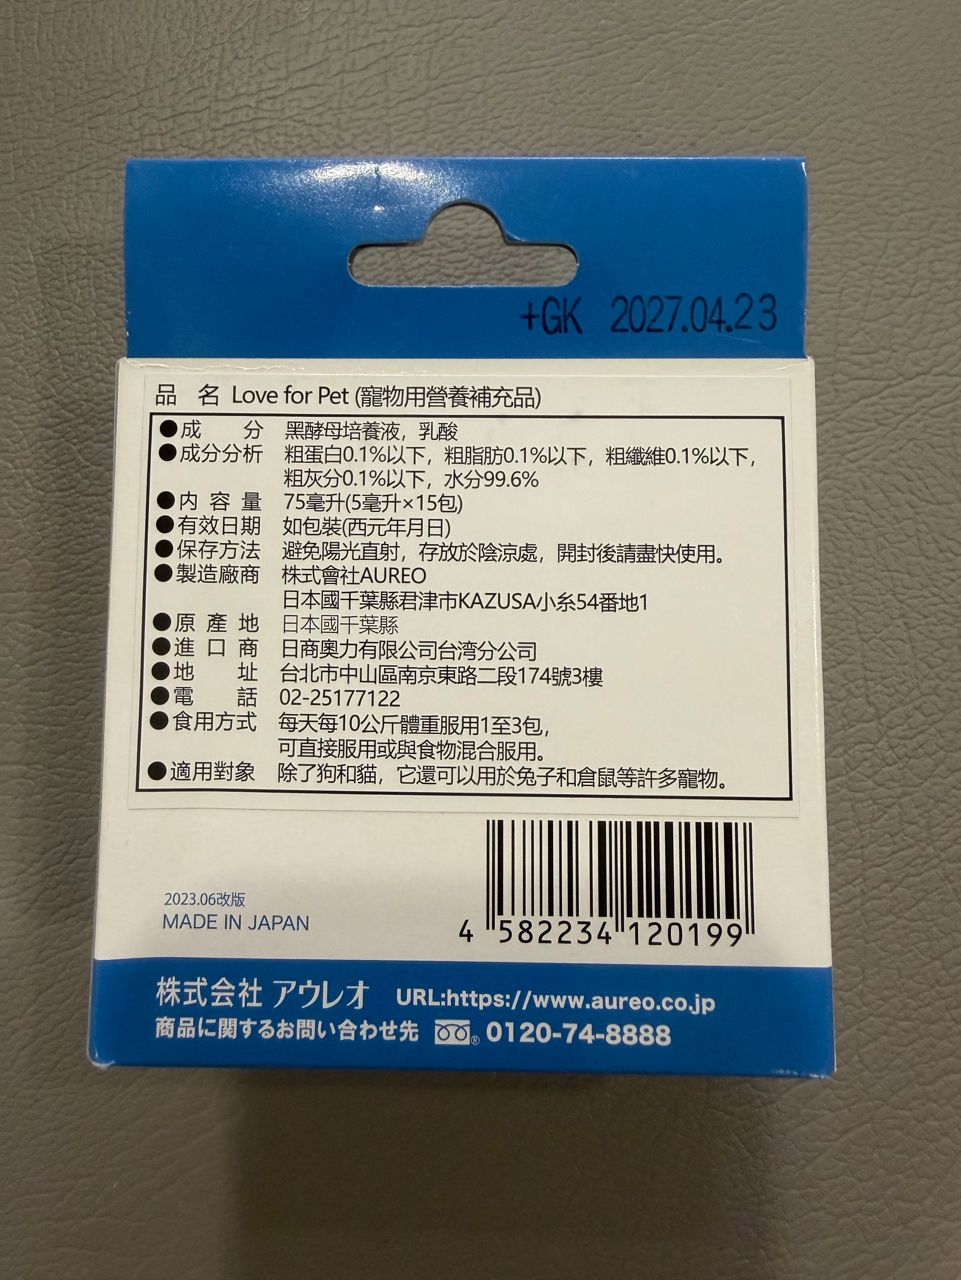 +GK 2027.04.23
品 名 Love for Pet (寵物用營養補充品)
●成 分 黑酵母培養液，乳酸
●成分分析 粗蛋白0.1%以下，粗脂肪0.1%以下，粗纖維0.1%以下，
粗灰分0.1%以下，水分99.6%
●內 容 量 75毫升(5毫升×15包)
●有效日期 如包裝(西元年月日)
●保存方法 避免陽光直射，存放於陰涼處，開封後請盡快使用。
●製造廠商 株式會社AUREO
日本國千葉縣君津市KAZUSA小糸54番地1
●原 產 地 日本國千葉縣
●進 口 商 日商奧力有限公司台湾分公司
●地 址 台北市中山區南京東路二段174號3樓
●電 話 02-25177122
●食用方式 每天每10公斤體重服用1至3包，
可直接服用或與食物混合服用。
●適用對象 除了狗和貓，它還可以用於兔子和倉鼠等許多寵物。
2023.06改版
MADE IN JAPAN
4 582234 120199
株式会社 アウレオ URL:https://www.aureo.co.jp
商品に関するお問い合わせ先 ® 0120-74-8888